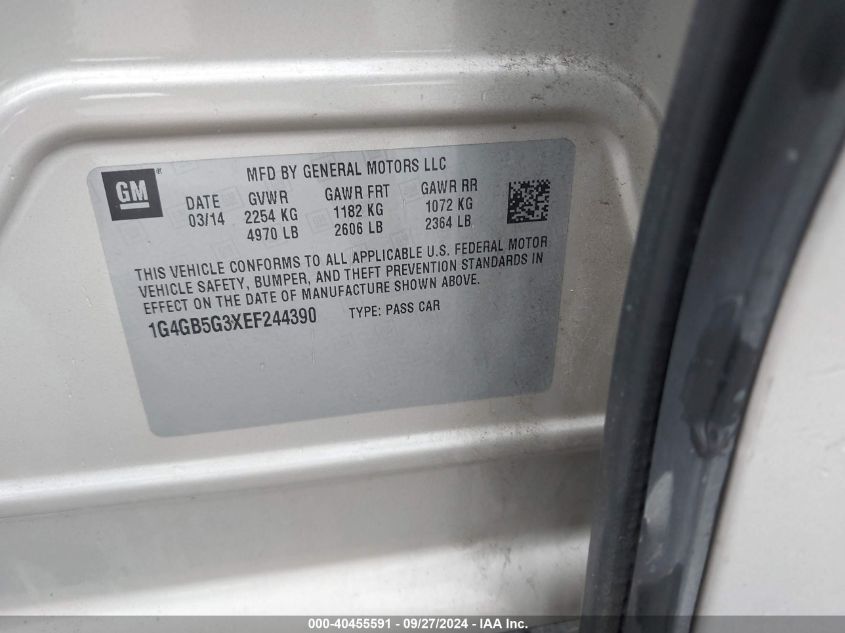 MFD BY GENERAL MOTORS LLC
GM
DATE GVWR GAWR FRT GAWR RR
03/14 2254 KG 1182 KG 1072 KG
4970 LB 2606 LB 2364 LB
THIS VEHICLE CONFORMS TO ALL APPLICABLE U.S. FEDERAL MOTOR
VEHICLE SAFETY, BUMPER, AND THEFT PREVENTION STANDARDS IN
EFFECT ON THE DATE OF MANUFACTURE SHOWN ABOVE.
1G4GB5G3XEF244390 TYPE: PASS CAR
000-40455591 - 09/27/2024 - IAA Inc.